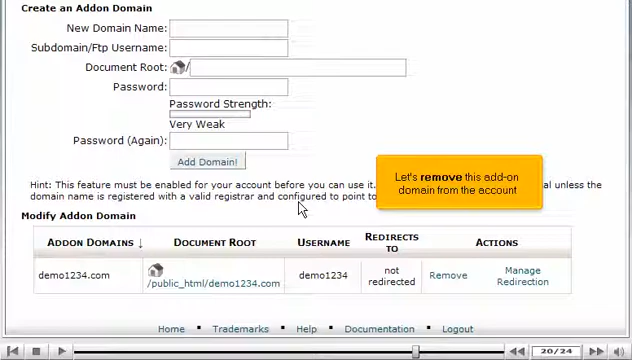 Create an Addon Domain
New Domain Name:
Subdomain/Ftp Username:
Document Root: /
Password:
Password Strength:
Very Weak
Password (Again):
Add Domain!
Let's remove this add-on
domain from the account
Hint: This feature must be enabled for your account before you can use it. al unless the
domain name is registered with a valid registrar and configured to point to
Modify Addon Domain
ADDON DOMAINS ↓ DOCUMENT ROOT USERNAME REDIRECTS TO ACTIONS
demo1234.com /public_html/demo1234.com demo1234 not redirected Remove Manage Redirection
Home ▪ Trademarks ▪ Help ▪ Documentation ▪ Logout
20/24